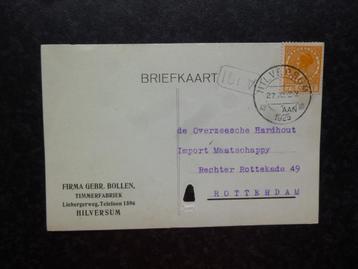 BRIEFKAART
HILVERSUM
1925
de Overzeesche Hardhout
Import Maatschappy
Rechter Rottekade 49
ROTTERDAM
FIRMA GEBR. BOLLEN,
TIMMERFABRIEK
Liebergerweg, Telefoon 1596
HILVERSUM